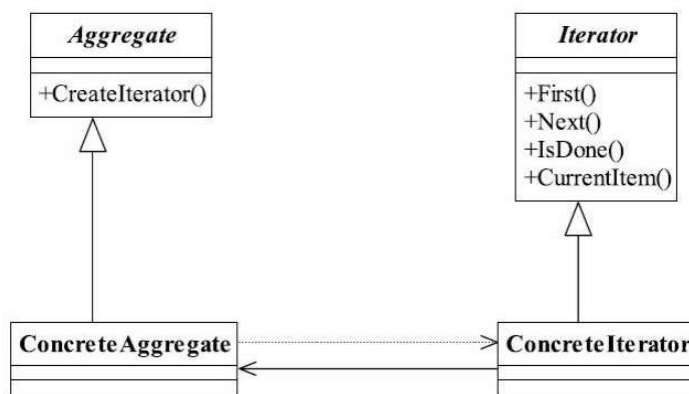 Aggregate
+CreateIterator()
Iterator
+First()
+Next()
+IsDone()
+CurrentItem()
ConcreteAggregate
ConcreteIterator